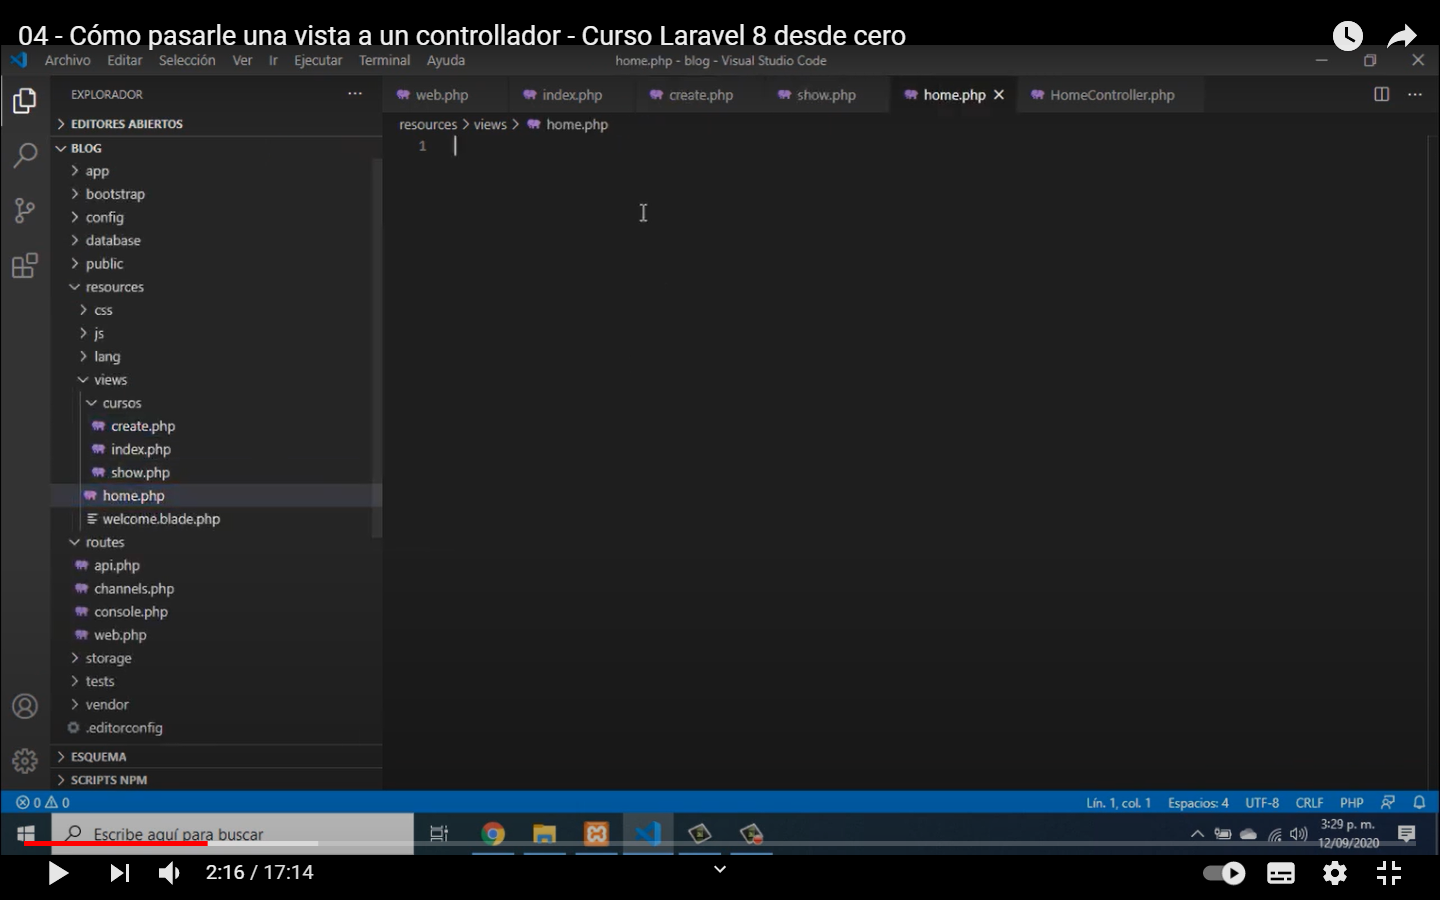 04 - Cómo pasarle una vista a un controllador - Curso Laravel 8 desde cero
Archivo Editar Selección Ver Ir Ejecutar Terminal Ayuda
home.php - blog - Visual Studio Code
EXPLORADOR
web.php index.php create.php show.php home.php HomeController.php
EDITORES ABIERTOS
resources > views > home.php
BLOG
1
app
bootstrap
config
database
public
resources
css
js
lang
views
cursos
create.php
index.php
show.php
home.php
welcome.blade.php
routes
api.php
channels.php
console.php
web.php
storage
tests
vendor
.editorconfig
ESQUEMA
SCRIPTS NPM
0 0
Lín. 1, col. 1 Espacios: 4 UTF-8 CRLF PHP
Escribe aquí para buscar
3:29 p. m.
12/09/2020
2:16 / 17:14